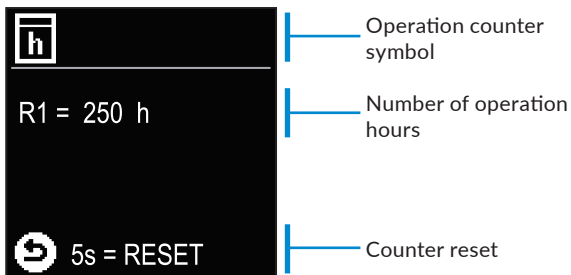 h
Operation counter
symbol
R1 = 250 h
Number of operation
hours
5s = RESET
Counter reset